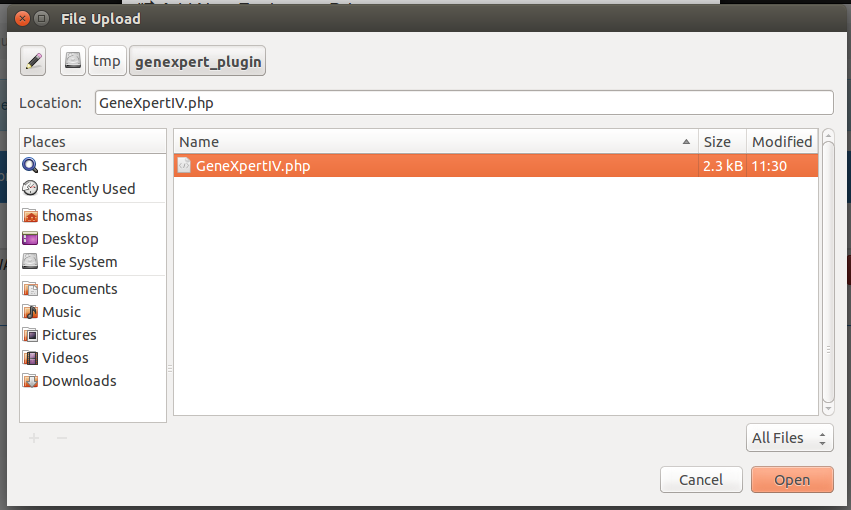 File Upload
tmp genexpert_plugin
Location: GeneXpertIV.php
Places
Search
Recently Used
thomas
Desktop
File System
Documents
Music
Pictures
Videos
Downloads
Name Size Modified
GeneXpertIV.php 2.3 kB 11:30
All Files
Cancel Open